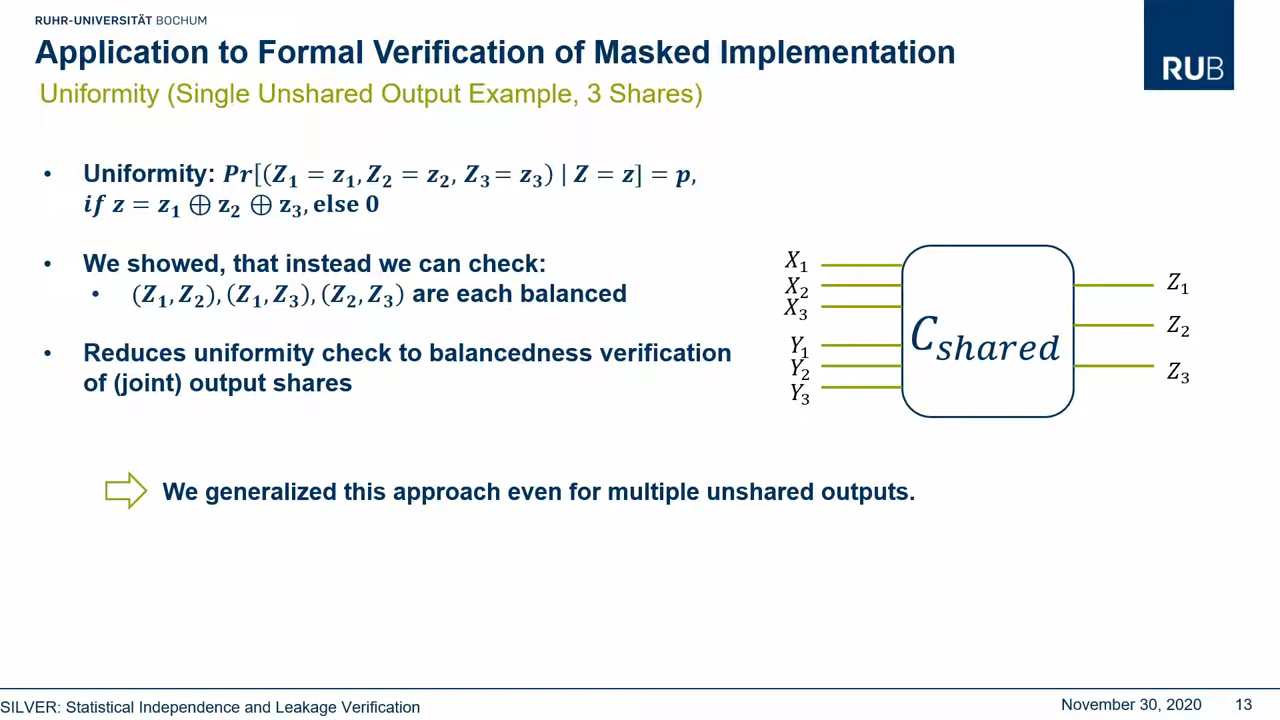 RUHR-UNIVERSITÄT BOCHUM
Application to Formal Verification of Masked Implementation
RUB
Uniformity (Single Unshared Output Example, 3 Shares)
• Uniformity: Pr[(Z₁ = z₁, Z₂ = z₂, Z₃ = z₃) | Z = z] = p,
if z = z₁ ⊕ z₂ ⊕ z₃, else 0
• We showed, that instead we can check:
• (Z₁, Z₂), (Z₁, Z₃), (Z₂, Z₃) are each balanced
• Reduces uniformity check to balancedness verification
of (joint) output shares
X₁
X₂
X₃
Y₁
Y₂
Y₃
C_shared
Z₁
Z₂
Z₃
We generalized this approach even for multiple unshared outputs.
SILVER: Statistical Independence and Leakage Verification
November 30, 2020 13